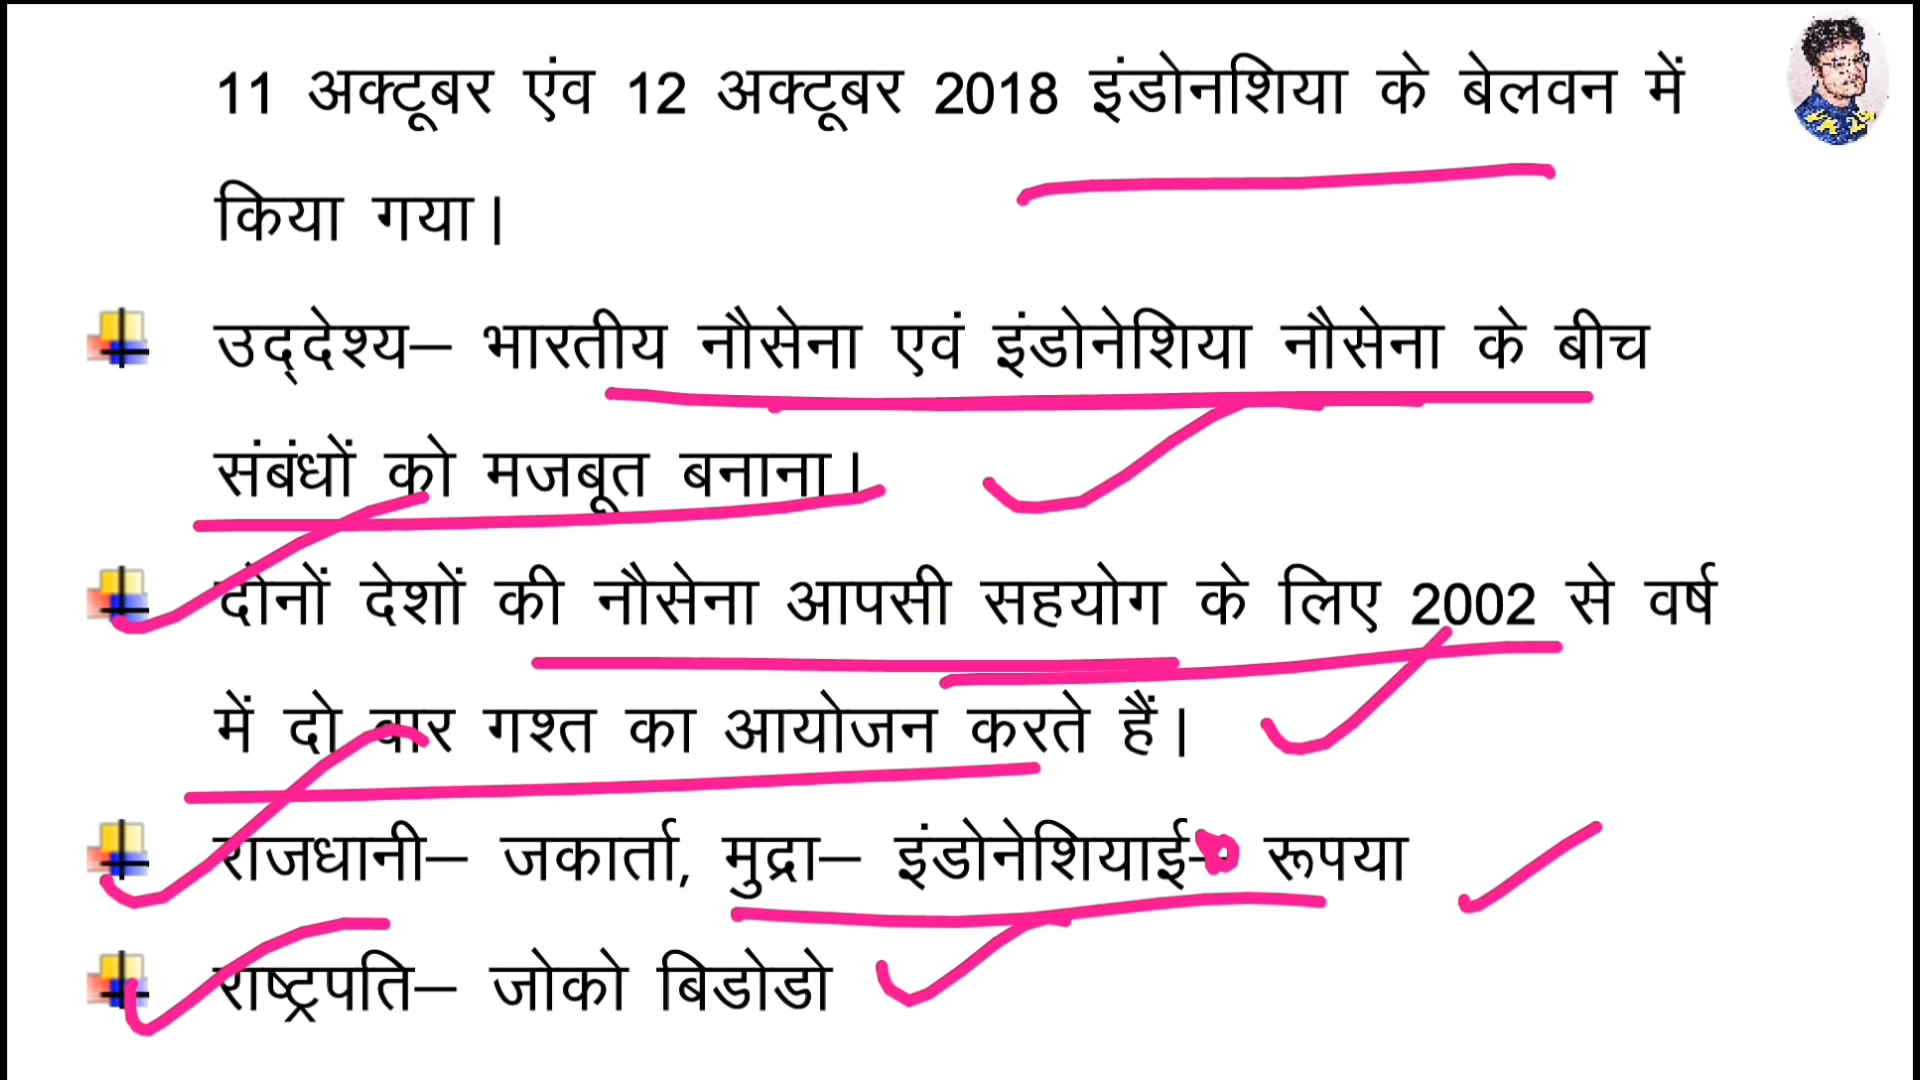 11 अक्टूबर एंव 12 अक्टूबर 2018 इंडोनशिया के बेलवन में
किया गया।
उद्‌देश्य– भारतीय नौसेना एवं इंडोनेशिया नौसेना के बीच
संबंधों को मजबूत बनाना।
दोनों देशों की नौसेना आपसी सहयोग के लिए 2002 से वर्ष
में दो बार गश्त का आयोजन करते हैं।
राजधानी– जकार्ता, मुद्रा– इंडोनेशियाई– रूपया
राष्ट्रपति– जोको बिडोडो